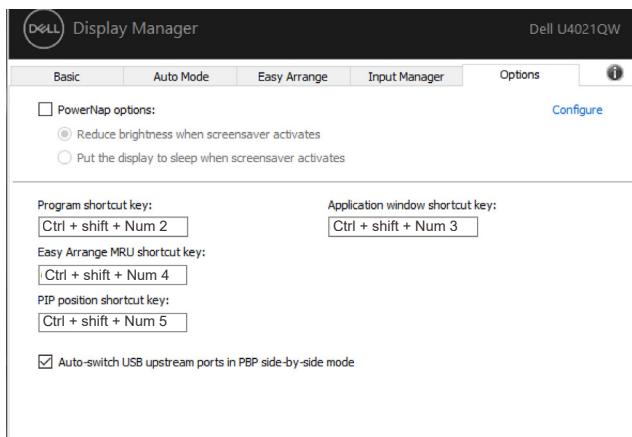 DELL Display Manager
Dell U4021QW
Basic
Auto Mode
Easy Arrange
Input Manager
Options
PowerNap options:
Configure
Reduce brightness when screensaver activates
Put the display to sleep when screensaver activates
Program shortcut key:
Application window shortcut key:
Ctrl + shift + Num 2
Ctrl + shift + Num 3
Easy Arrange MRU shortcut key:
Ctrl + shift + Num 4
PIP position shortcut key:
Ctrl + shift + Num 5
Auto-switch USB upstream ports in PBP side-by-side mode